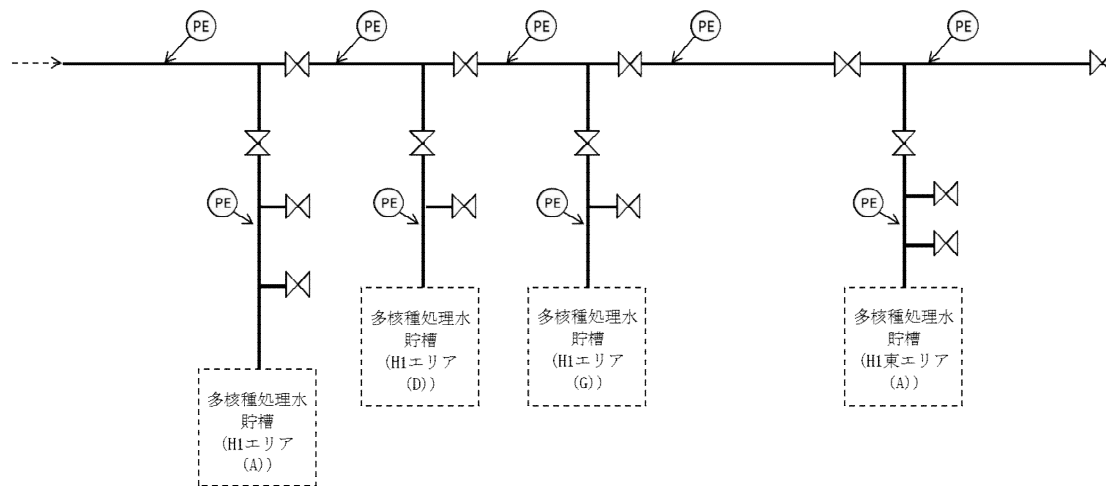 PE
PE
PE
PE
PE
PE
PE
PE
PE
多核種処理水
貯槽
(H1エリア
(A))
多核種処理水
貯槽
(H1エリア
(D))
多核種処理水
貯槽
(H1エリア
(G))
多核種処理水
貯槽
(H1東エリア
(A))